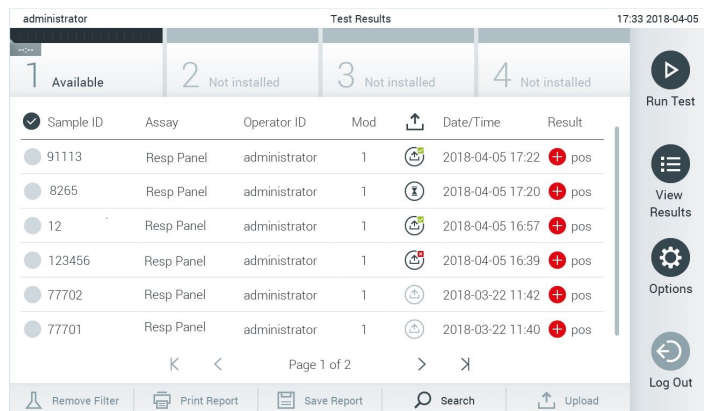 administrator Test Results 17:33 2018-04-05
--:--
1 Available 2 Not installed 3 Not installed 4 Not installed
Run Test
Sample ID Assay Operator ID Mod Date/Time Result
91113 Resp Panel administrator 1 2018-04-05 17:22 pos
8265 Resp Panel administrator 1 2018-04-05 17:20 pos
View
Results
12 Resp Panel administrator 1 2018-04-05 16:57 pos
123456 Resp Panel administrator 1 2018-04-05 16:39 pos
77702 Resp Panel administrator 1 2018-03-22 11:42 pos
Options
77701 Resp Panel administrator 1 2018-03-22 11:40 pos
Page 1 of 2
Log Out
Remove Filter Print Report Save Report Search Upload